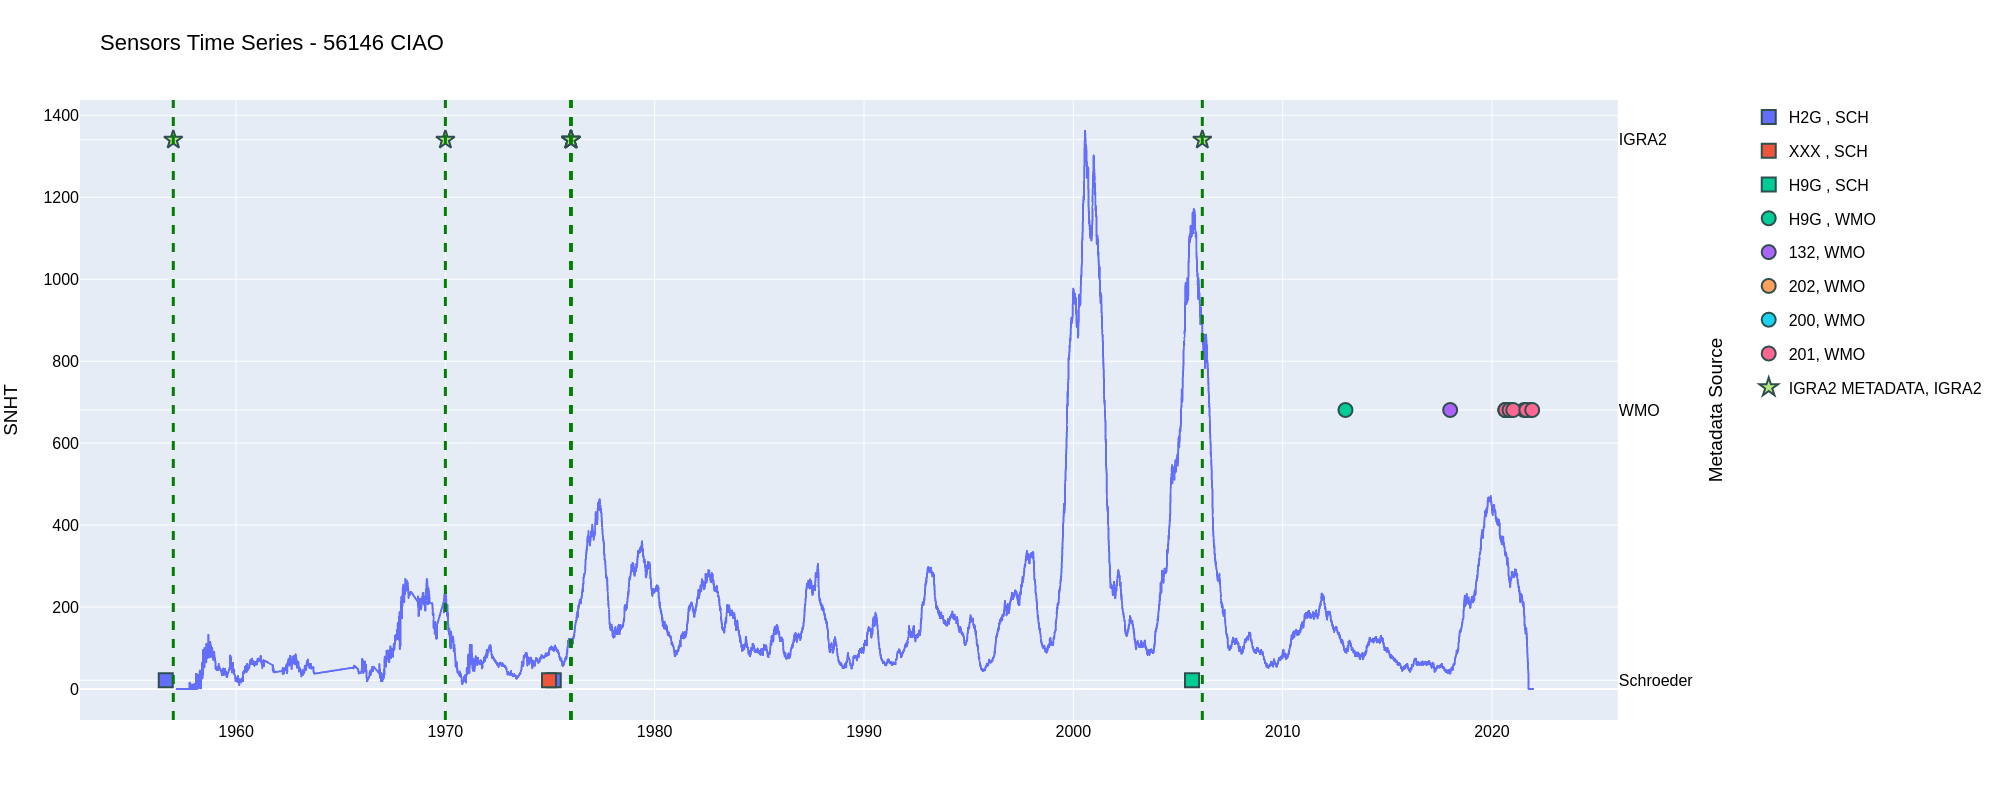 Sensors Time Series - 56146 CIAO
1400
1200
1000
800
600
400
200
0
SNHT
1960
1970
1980
1990
2000
2010
2020
IGRA2
WMO
Schroeder
Metadata Source
H2G , SCH
XXX , SCH
H9G , SCH
H9G , WMO
132, WMO
202, WMO
200, WMO
201, WMO
IGRA2 METADATA, IGRA2